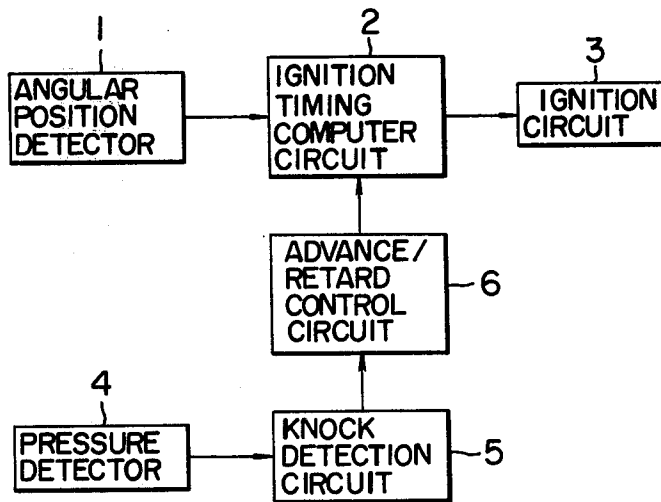 1
ANGULAR
POSITION
DETECTOR
2
IGNITION
TIMING
COMPUTER
CIRCUIT
3
IGNITION
CIRCUIT
ADVANCE/
RETARD
CONTROL
CIRCUIT
6
4
PRESSURE
DETECTOR
KNOCK
DETECTION
CIRCUIT
5